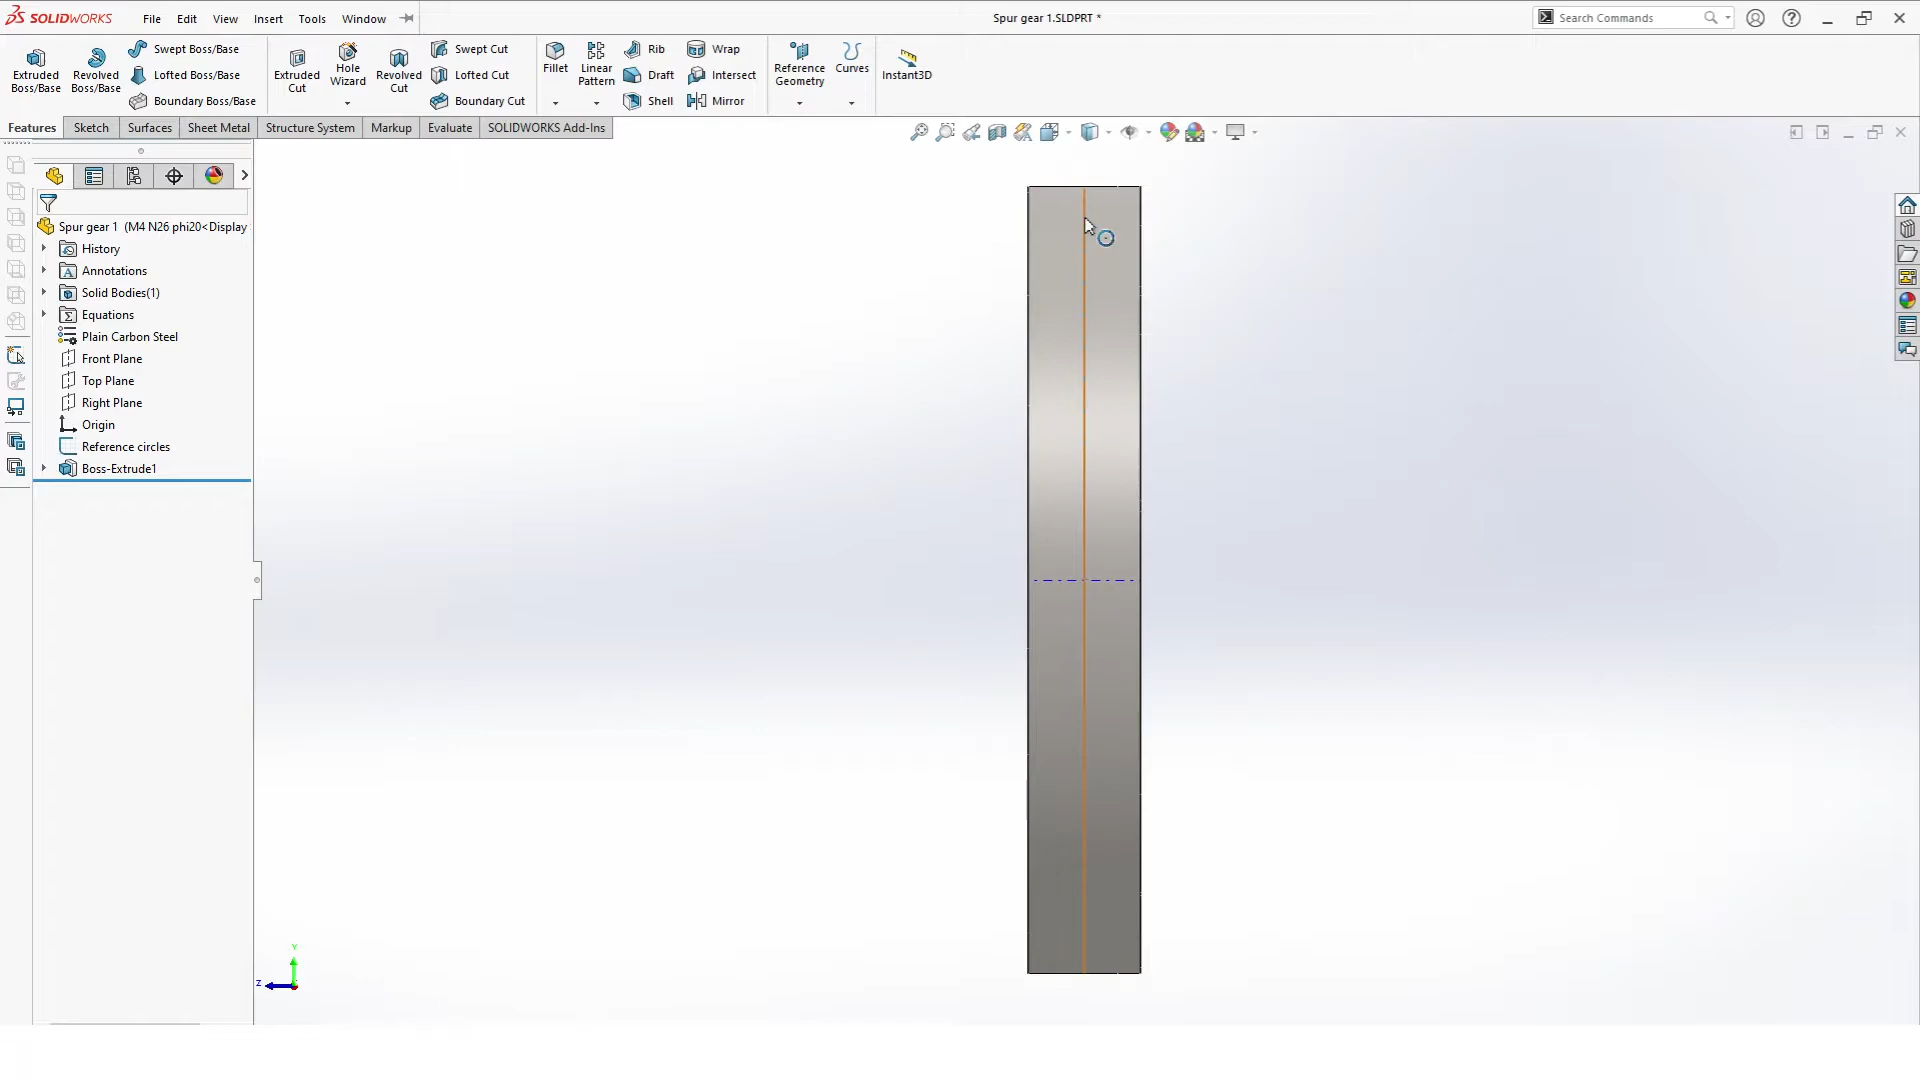 SOLIDWORKS
File
Edit
View
Insert
Tools
Window
Spur gear 1.SLDPRT *
Search Commands
Extruded
Boss/Base
Revolved
Boss/Base
Swept Boss/Base
Lofted Boss/Base
Boundary Boss/Base
Extruded
Cut
Hole
Wizard
Revolved
Cut
Swept Cut
Lofted Cut
Boundary Cut
Fillet
Linear
Pattern
Rib
Draft
Shell
Wrap
Intersect
Mirror
Reference
Geometry
Curves
Instant3D
Features
Sketch
Surfaces
Sheet Metal
Structure System
Markup
Evaluate
SOLIDWORKS Add-Ins
Spur gear 1 (M4 N26 phi20<Display
History
Annotations
Solid Bodies(1)
Equations
Plain Carbon Steel
Front Plane
Top Plane
Right Plane
Origin
Reference circles
Boss-Extrude1
Y
Z